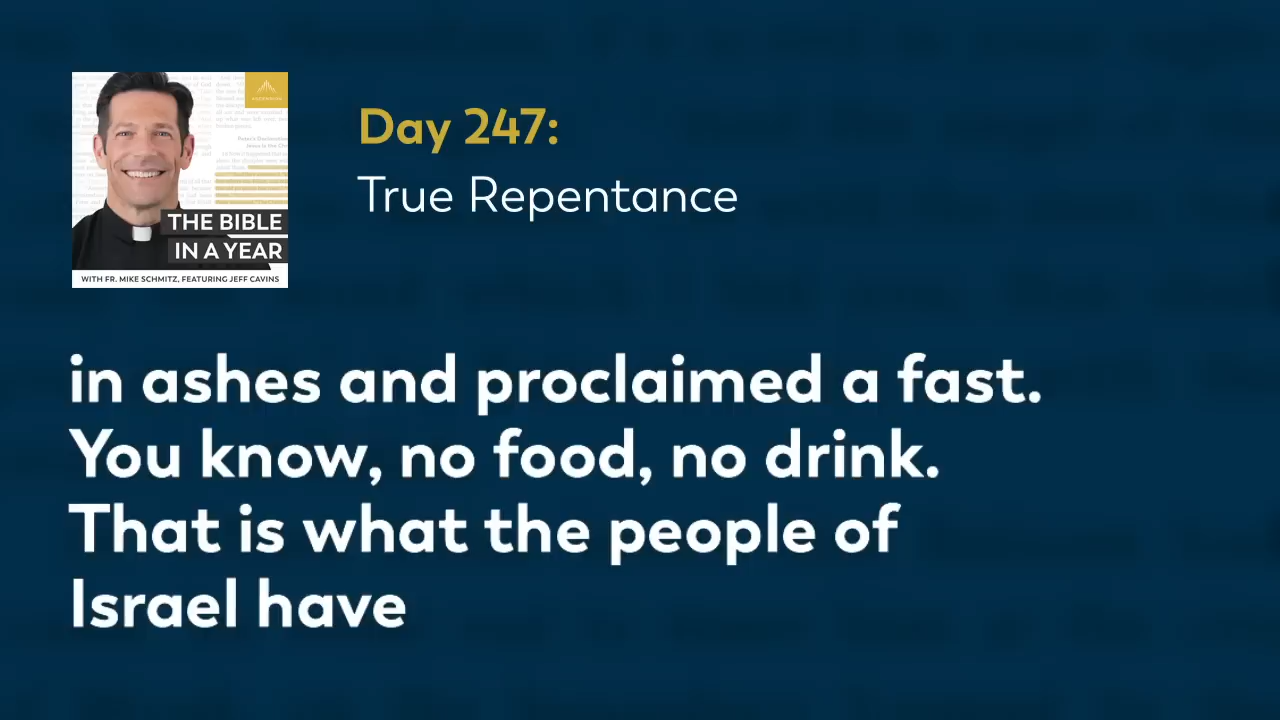 Day 247:
True Repentance
THE BIBLE
IN A YEAR
WITH FR. MIKE SCHMITZ, FEATURING JEFF CAVINS
in ashes and proclaimed a fast.
You know, no food, no drink.
That is what the people of
Israel have